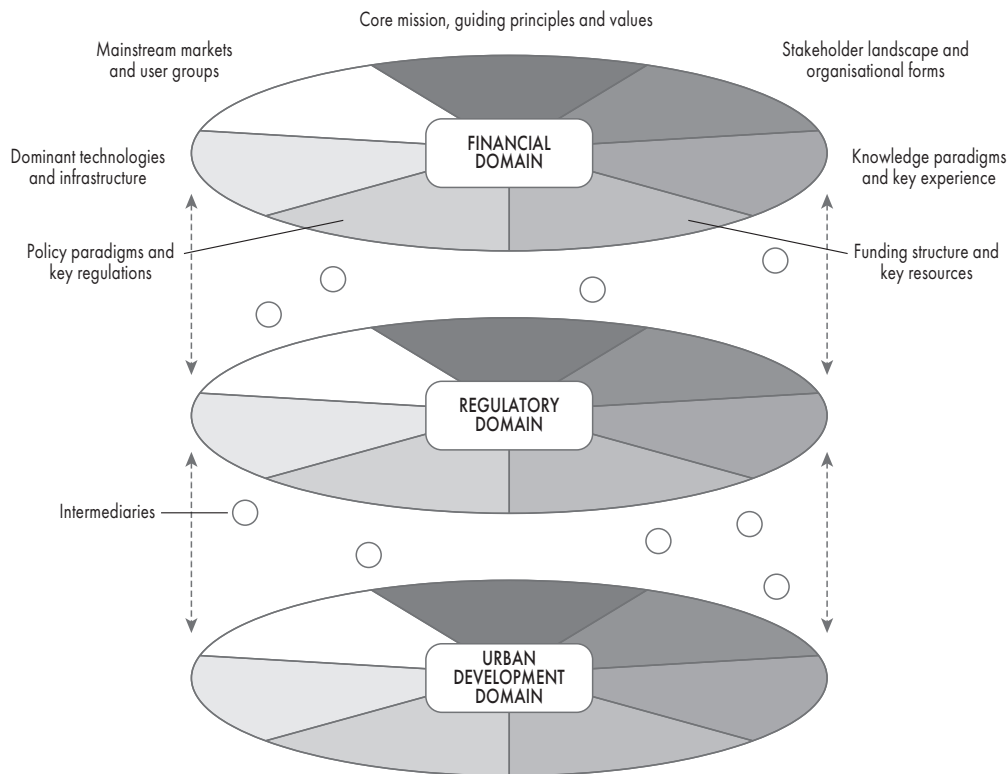 Core mission, guiding principles and values
Mainstream markets
and user groups
Stakeholder landscape and
organisational forms
FINANCIAL
DOMAIN
Dominant technologies
and infrastructure
Knowledge paradigms
and key experience
Policy paradigms and
key regulations
Funding structure and
key resources
REGULATORY
DOMAIN
Intermediaries
URBAN
DEVELOPMENT
DOMAIN